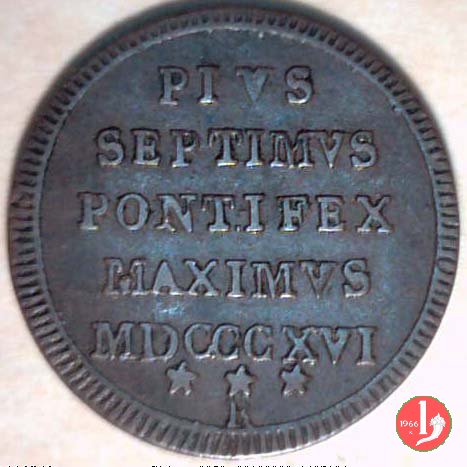 PIVS
SEPTIMVS
PONTIFEX
MAXIMVS
MDCCCXVI
★ ★ ★
1966